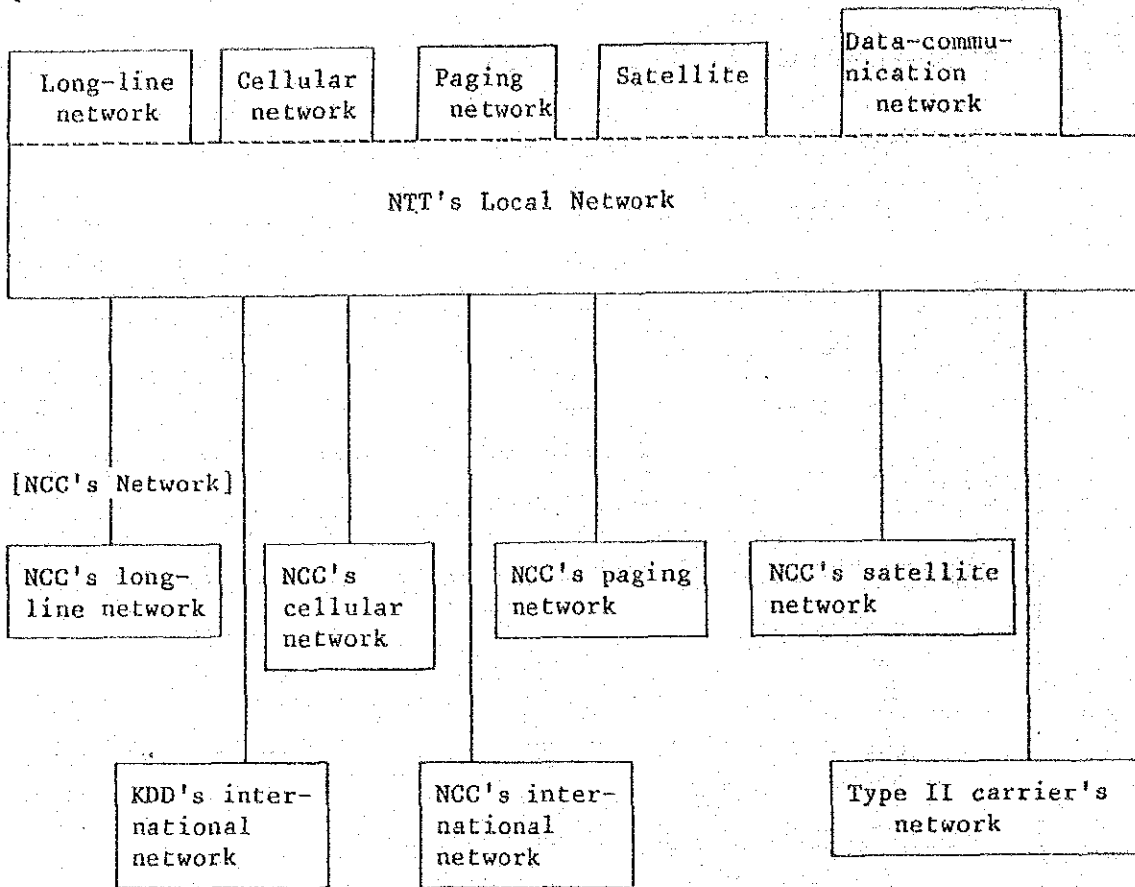 Long-line
network
Cellular
network
Paging
network
Satellite
Data-commu-
nication
network
NTT's Local Network
[NCC's Network]
NCC's long-
line network
NCC's
cellular
network
NCC's paging
network
NCC's satellite
network
KDD's inter-
national
network
NCC's inter-
national
network
Type II carrier's
network